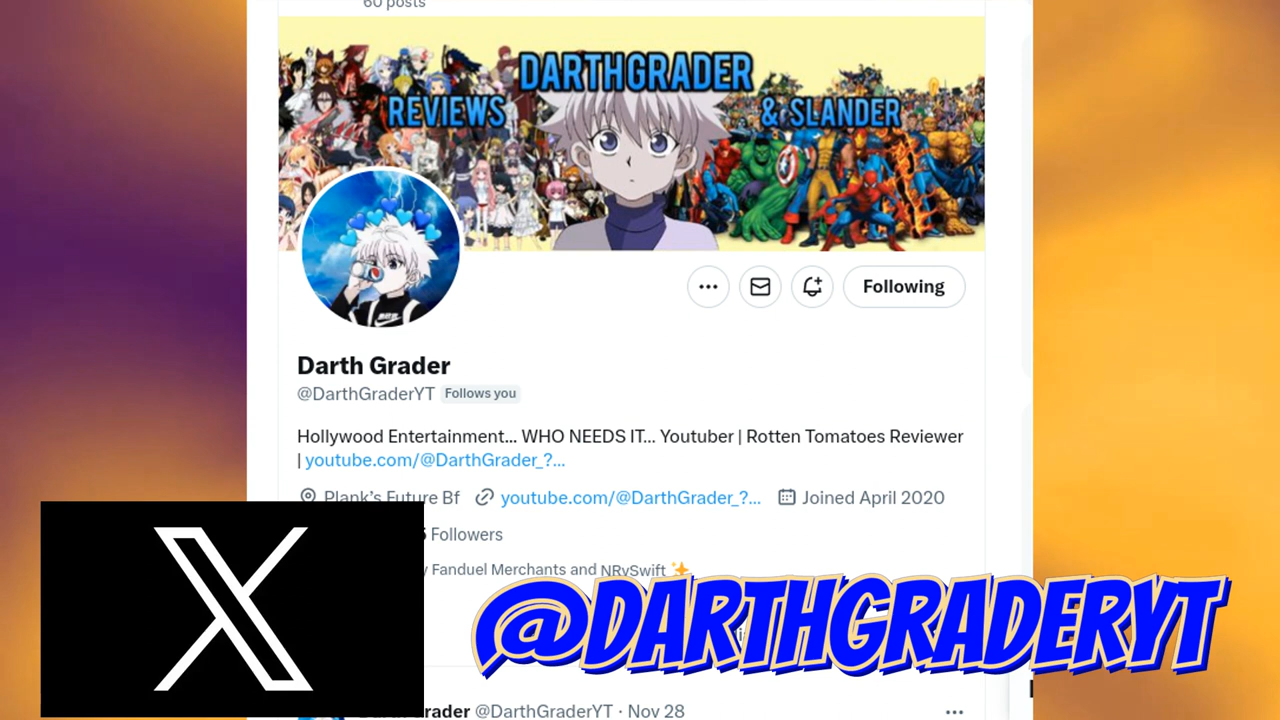 60 posts
DARTHGRADER
REVIEWS & SLANDER
Following
Darth Grader
@DarthGraderYT Follows you
Hollywood Entertainment... WHO NEEDS IT... Youtuber | Rotten Tomatoes Reviewer
| youtube.com/@DarthGrader_?...
Plank's Future Bf youtube.com/@DarthGrader_?... Joined April 2020
Followers
Fanduel Merchants and NRySwift ✨
X
@DARTHGRADERYT
Grader @DarthGraderYT · Nov 28